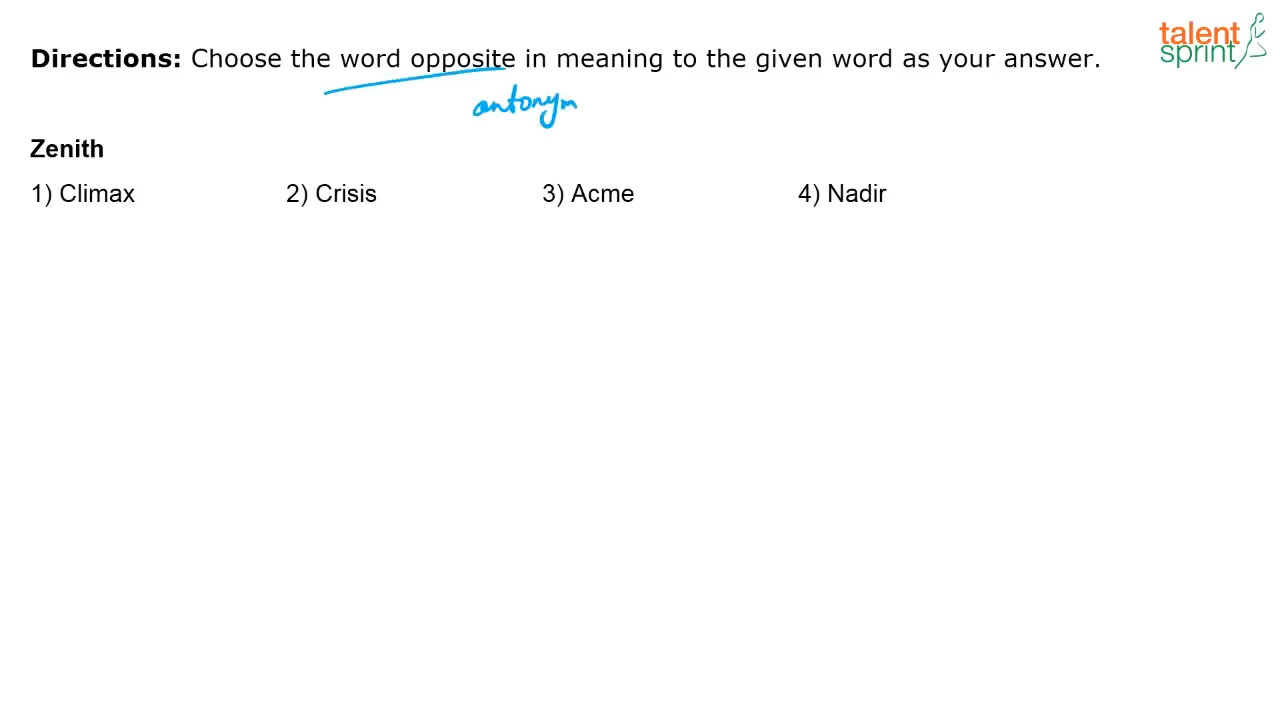 talent
sprint
Directions: Choose the word opposite in meaning to the given word as your answer.
antonym
Zenith
1) Climax 2) Crisis 3) Acme 4) Nadir